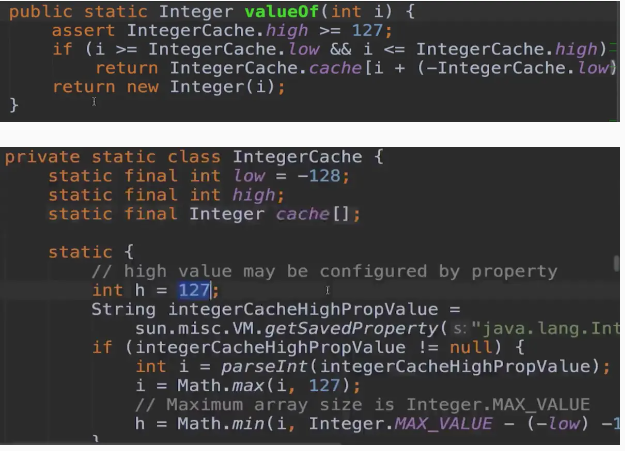 public static Integer valueOf(int i) {
assert IntegerCache.high >= 127;
if (i >= IntegerCache.low && i <= IntegerCache.high)
return IntegerCache.cache[i + (-IntegerCache.low)
return new Integer(i);
}
private static class IntegerCache {
static final int low = -128;
static final int high;
static final Integer cache[];
static {
// high value may be configured by property
int h = 127;
String integerCacheHighPropValue =
sun.misc.VM.getSavedProperty( s: "java.lang.Int
if (integerCacheHighPropValue != null) {
int i = parseInt(integerCacheHighPropValue);
i = Math.max(i, 127);
// Maximum array size is Integer.MAX_VALUE
h = Math.min(i, Integer.MAX_VALUE - (-low) -1
}